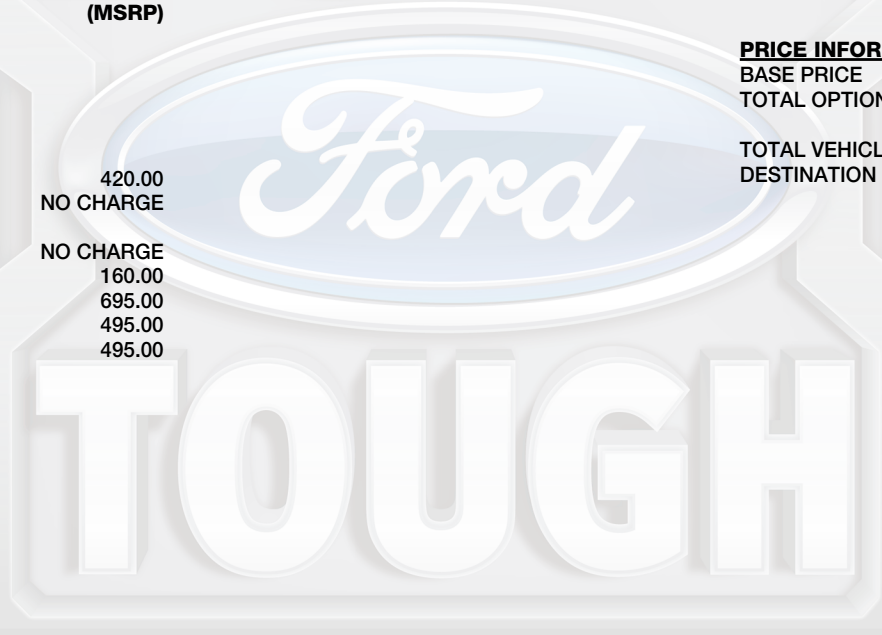 (MSRP)
420.00
NO CHARGE
NO CHARGE
160.00
695.00
495.00
495.00
PRICE INFOR
BASE PRICE
TOTAL OPTION
TOTAL VEHICL
DESTINATION
Ford
TOUGH